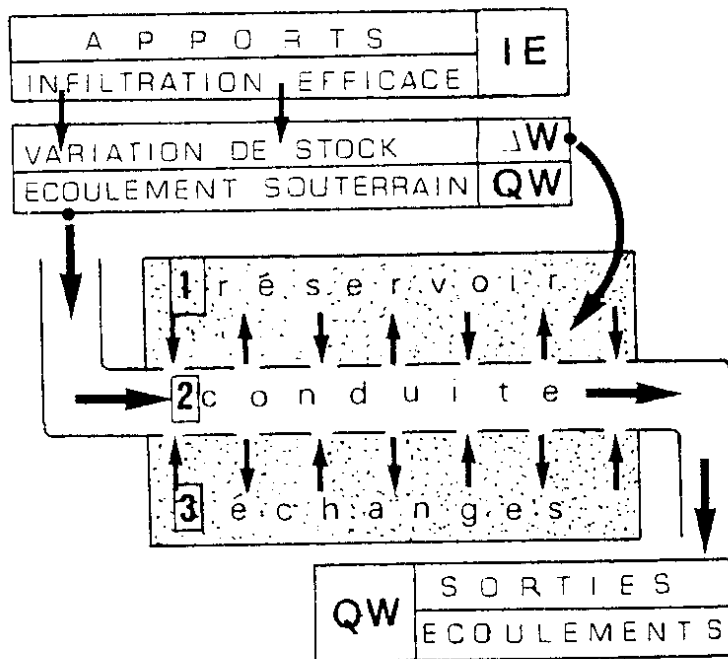 APPORTS
IE
INFILTRATION EFFICACE
VARIATION DE STOCK
ΔW
ECOULEMENT SOUTERRAIN
QW
1 réservoir
2 conduite
3 échanges
QW
SORTIES
ECOULEMENTS